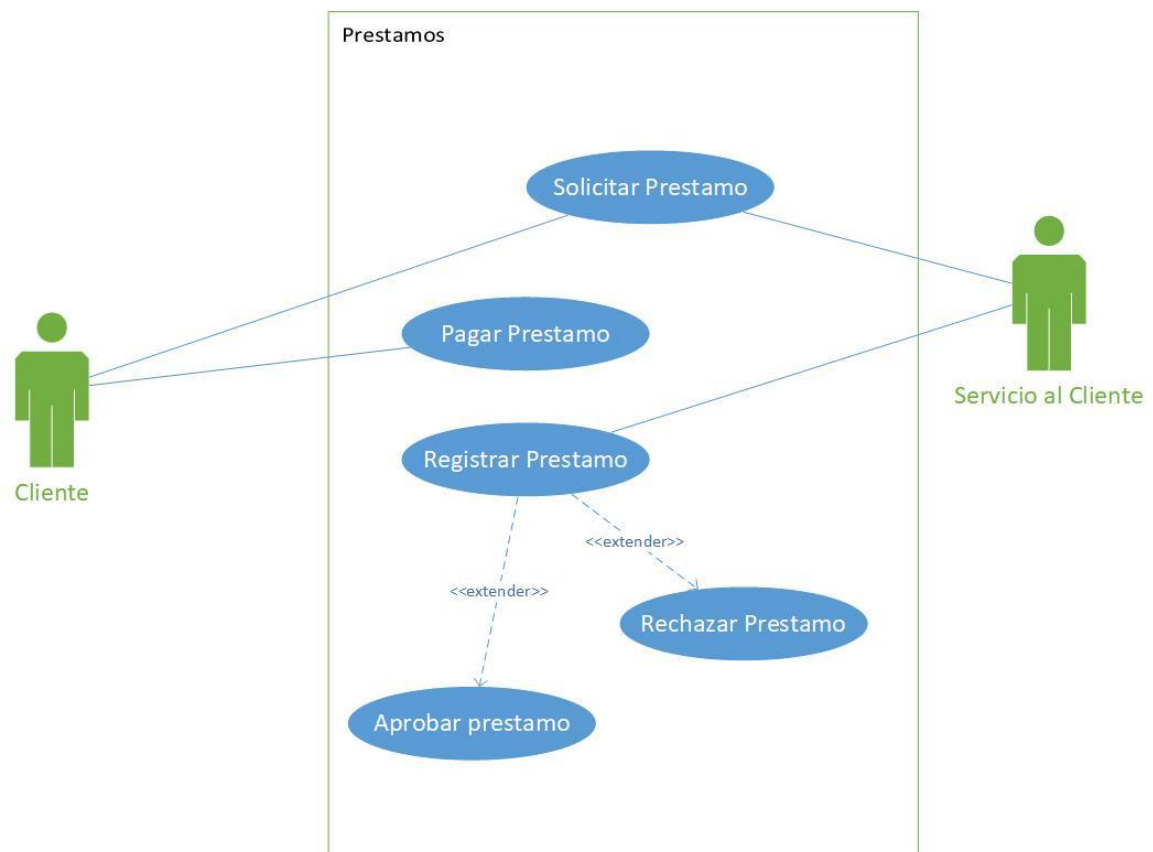 Prestamos
Solicitar Prestamo
Pagar Prestamo
Servicio al Cliente
Registrar Prestamo
Cliente
<<extender>>
<<extender>>
Rechazar Prestamo
Aprobar prestamo